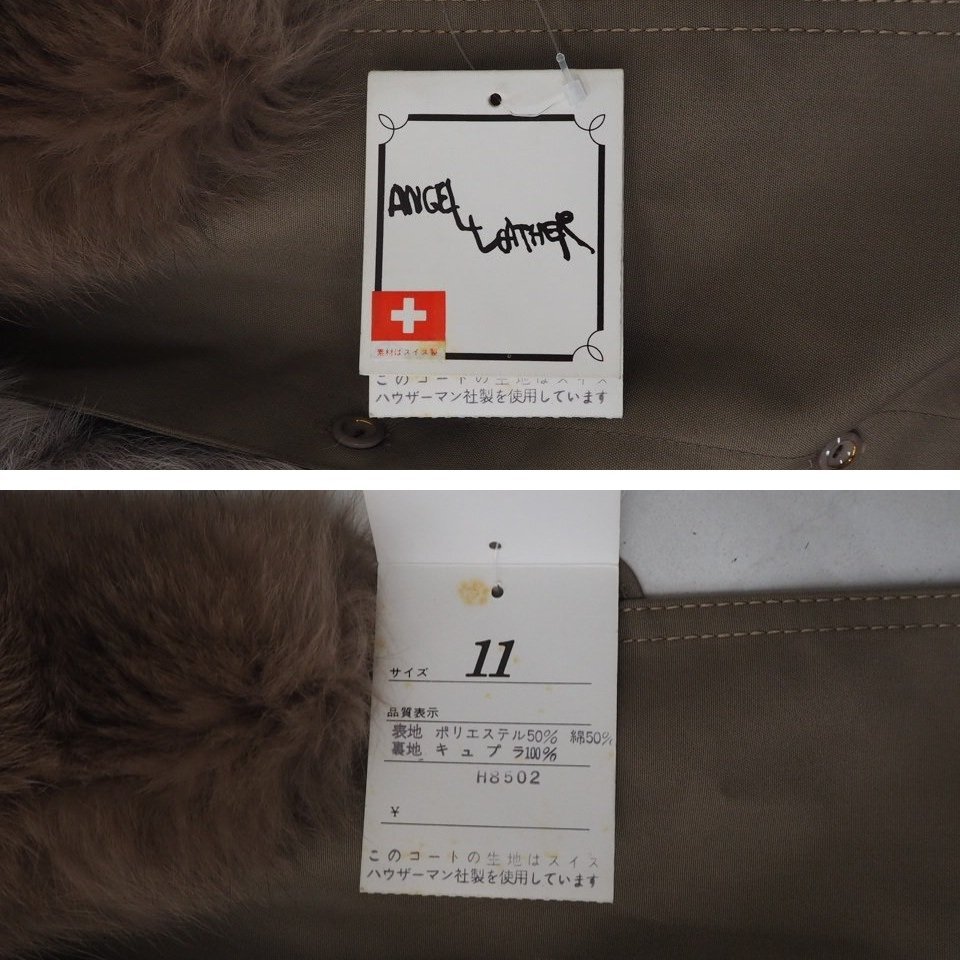 ANGEL
LEATHER
素材はスイス製
このコートの生地はスイス
ハウザーマン社製を使用しています
サイズ 11
品質表示
表地 ポリエステル50% 綿50%
裏地 キュプラ100%
H8502
¥
このコートの生地はスイス
ハウザーマン社製を使用しています